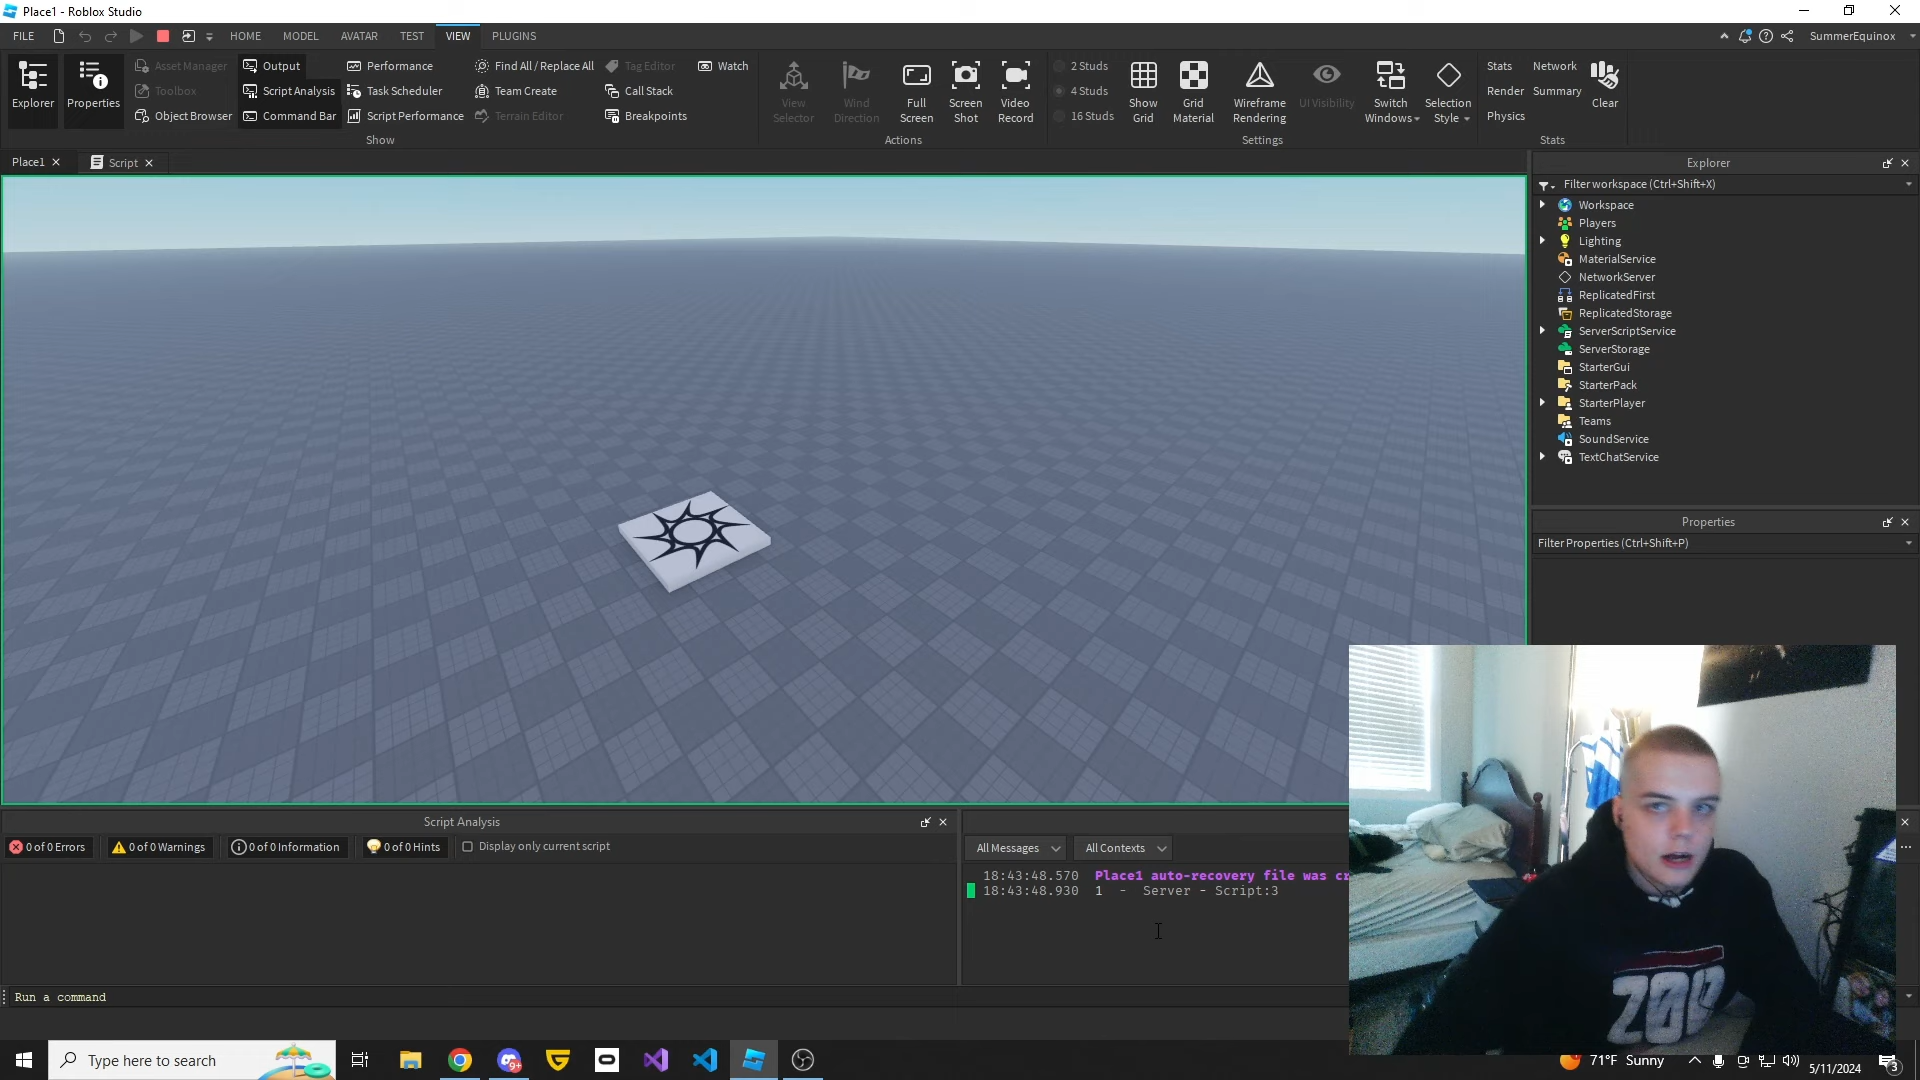 Place1 - Roblox Studio
FILE HOME MODEL AVATAR TEST VIEW PLUGINS SummerEquinox
Explorer
Properties
Asset Manager
Toolbox
Object Browser
Output
Script Analysis
Command Bar
Performance
Task Scheduler
Script Performance
Find All / Replace All
Team Create
Terrain Editor
Tag Editor
Call Stack
Breakpoints
Watch
Show
View
Selector
Wind
Direction
Full
Screen
Screen
Shot
Video
Record
Actions
2 Studs
4 Studs
16 Studs
Show
Grid
Grid
Material
Wireframe
Rendering
UI Visibility
Switch
Windows
Selection
Style
Settings
Stats
Render
Physics
Network
Summary
Clear
Stats
Place1
Script
Explorer
Filter workspace (Ctrl+Shift+X)
Workspace
Players
Lighting
MaterialService
NetworkServer
ReplicatedFirst
ReplicatedStorage
ServerScriptService
ServerStorage
StarterGui
StarterPack
StarterPlayer
Teams
SoundService
TextChatService
Properties
Filter Properties (Ctrl+Shift+P)
Script Analysis
0 of 0 Errors
0 of 0 Warnings
0 of 0 Information
0 of 0 Hints
Display only current script
All Messages
All Contexts
18:43:48.570 Place1 auto-recovery file was cr
18:43:48.930 1 - Server - Script:3
Run a command
Type here to search
9+
71°F Sunny
5/11/2024
3